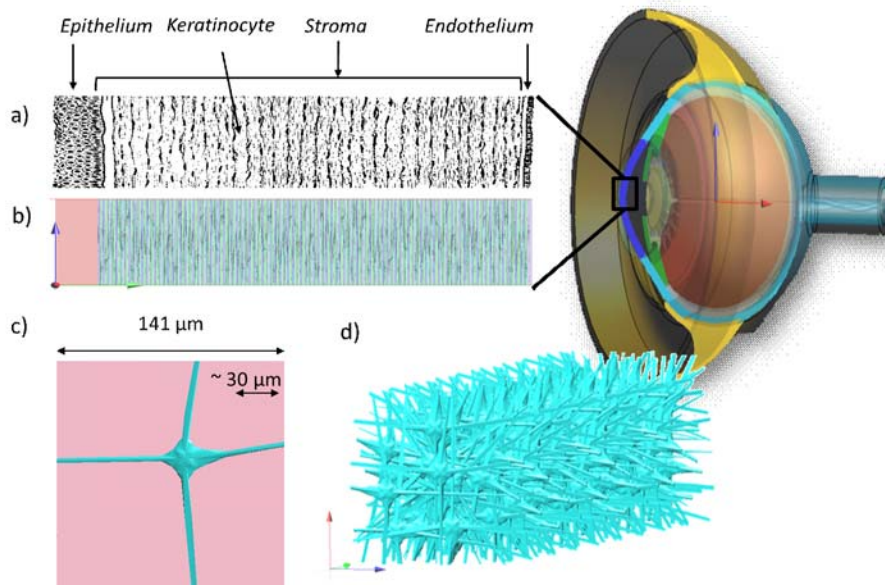 Epithelium Keratinocyte Stroma Endothelium
a)
b)
c)
141 µm
~ 30 µm
d)